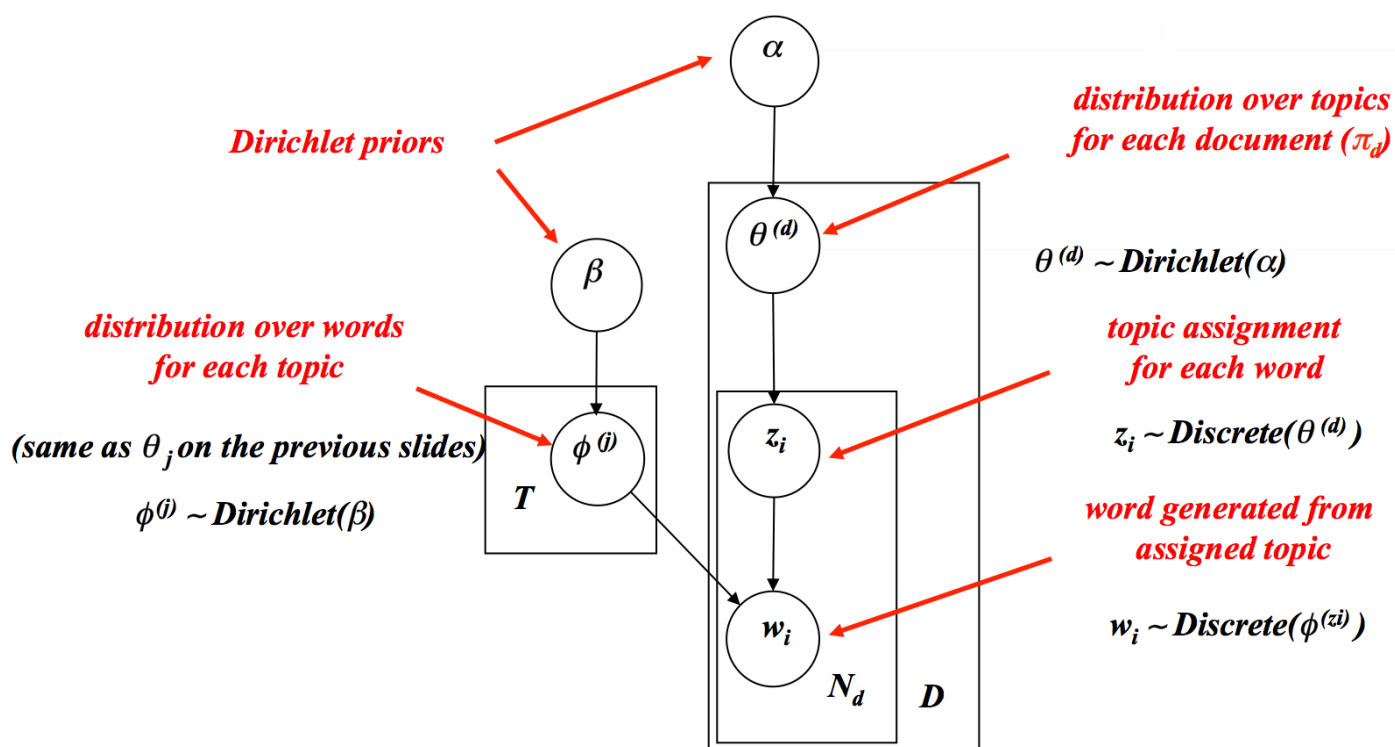 α
distribution over topics
for each document (π_d)
Dirichlet priors
θ^(d)
θ^(d) ~ Dirichlet(α)
β
distribution over words
for each topic
topic assignment
for each word
(same as θ_j on the previous slides)
φ^(j)
z_i
z_i ~ Discrete(θ^(d))
T
φ^(j) ~ Dirichlet(β)
word generated from
assigned topic
w_i
w_i ~ Discrete(φ^(zi))
N_d
D